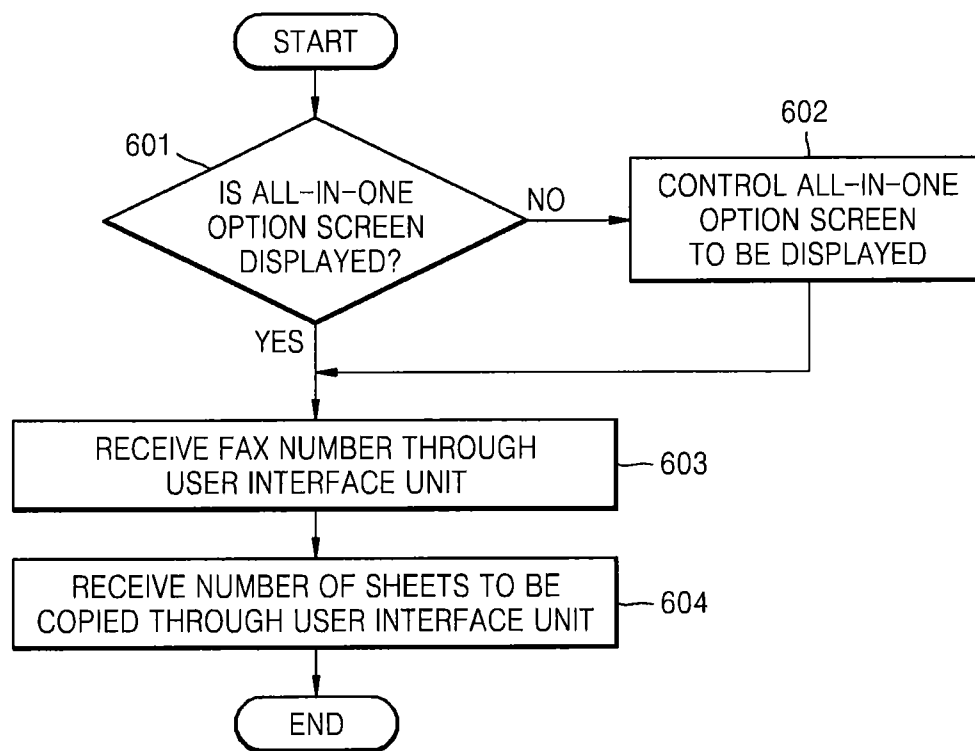 START
601
IS ALL-IN-ONE
OPTION SCREEN
DISPLAYED?
NO
602
CONTROL ALL-IN-ONE
OPTION SCREEN
TO BE DISPLAYED
YES
RECEIVE FAX NUMBER THROUGH
USER INTERFACE UNIT
603
RECEIVE NUMBER OF SHEETS TO BE
COPIED THROUGH USER INTERFACE UNIT
604
END